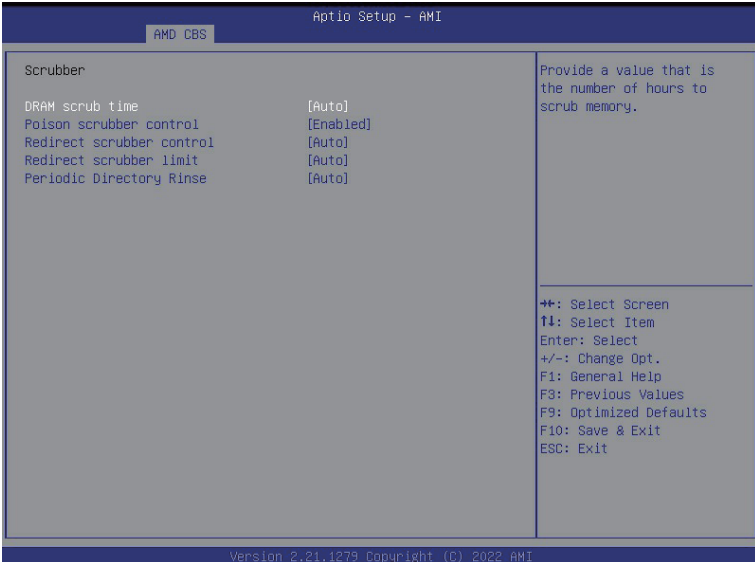 Aptio Setup – AMI
AMD CBS
Scrubber
DRAM scrub time [Auto]
Poison scrubber control [Enabled]
Redirect scrubber control [Auto]
Redirect scrubber limit [Auto]
Periodic Directory Rinse [Auto]
Provide a value that is
the number of hours to
scrub memory.
→←: Select Screen
↑↓: Select Item
Enter: Select
+/-: Change Opt.
F1: General Help
F3: Previous Values
F9: Optimized Defaults
F10: Save & Exit
ESC: Exit
Version 2.21.1279 Copyright (C) 2022 AMI